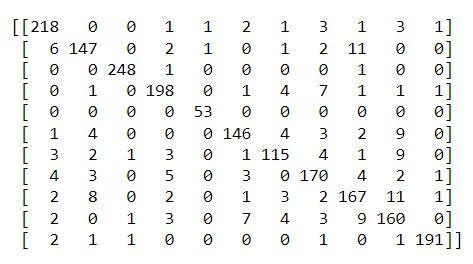 [[218 0 0 1 1 2 1 3 1 3 1]
[ 6 147 0 2 1 0 1 2 11 0 0]
[ 0 0 248 1 0 0 0 0 1 0 0]
[ 0 1 0 198 0 1 4 7 1 1 1]
[ 0 0 0 0 53 0 0 0 0 0 0]
[ 1 4 0 0 0 146 4 3 2 9 0]
[ 3 2 1 3 0 1 115 4 1 9 0]
[ 4 3 0 5 0 3 0 170 4 2 1]
[ 2 8 0 2 0 1 3 2 167 11 1]
[ 2 0 1 3 0 7 4 3 9 160 0]
[ 2 1 1 0 0 0 0 1 0 1 191]]